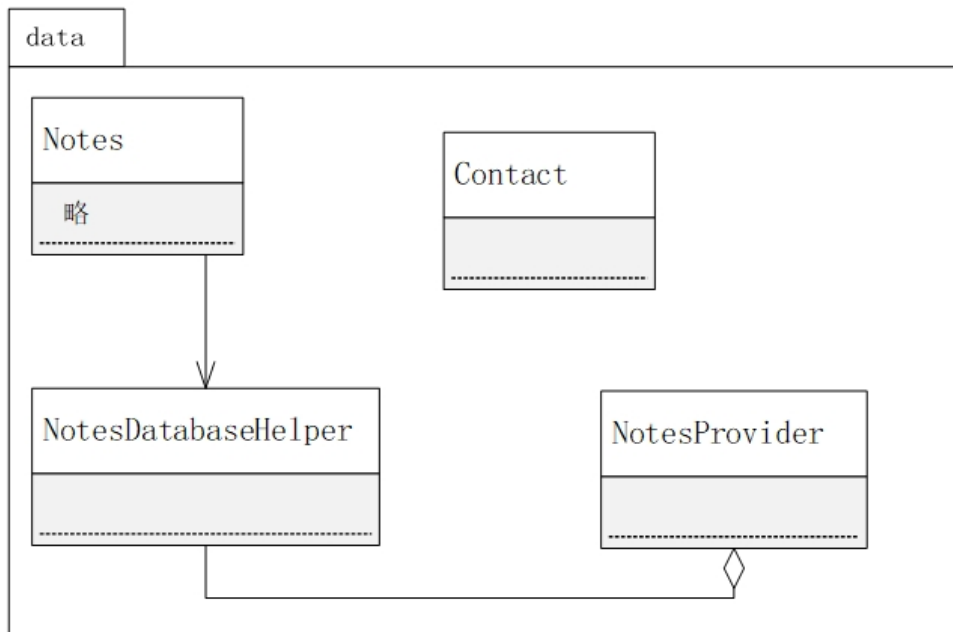 data
Notes
略
Contact
NotesDatabaseHelper
NotesProvider